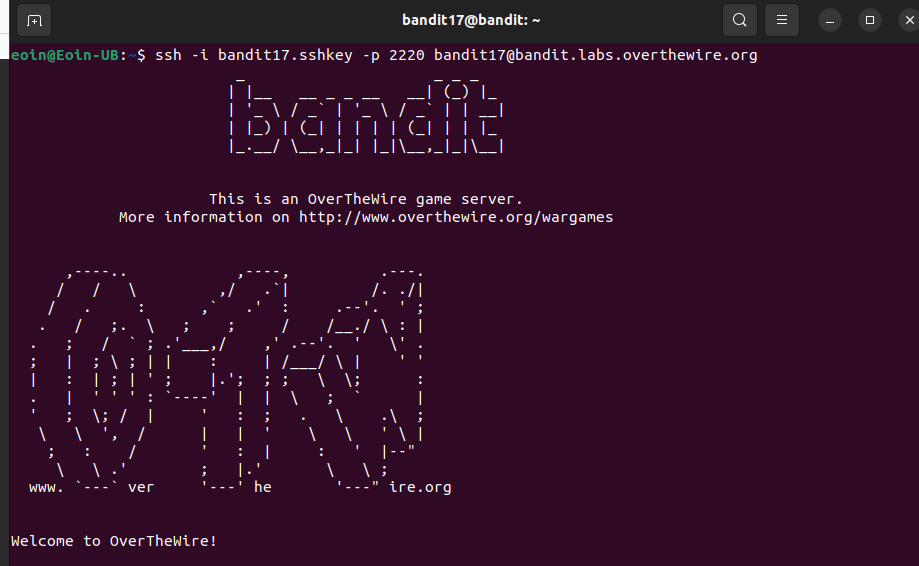 bandit17@bandit: ~
eoin@Eoin-UB:~$ ssh -i bandit17.sshkey -p 2220 bandit17@bandit.labs.overthewire.org
bandit
This is an OverTheWire game server.
More information on http://www.overthewire.org/wargames
www. ver he ire.org
Welcome to OverTheWire!